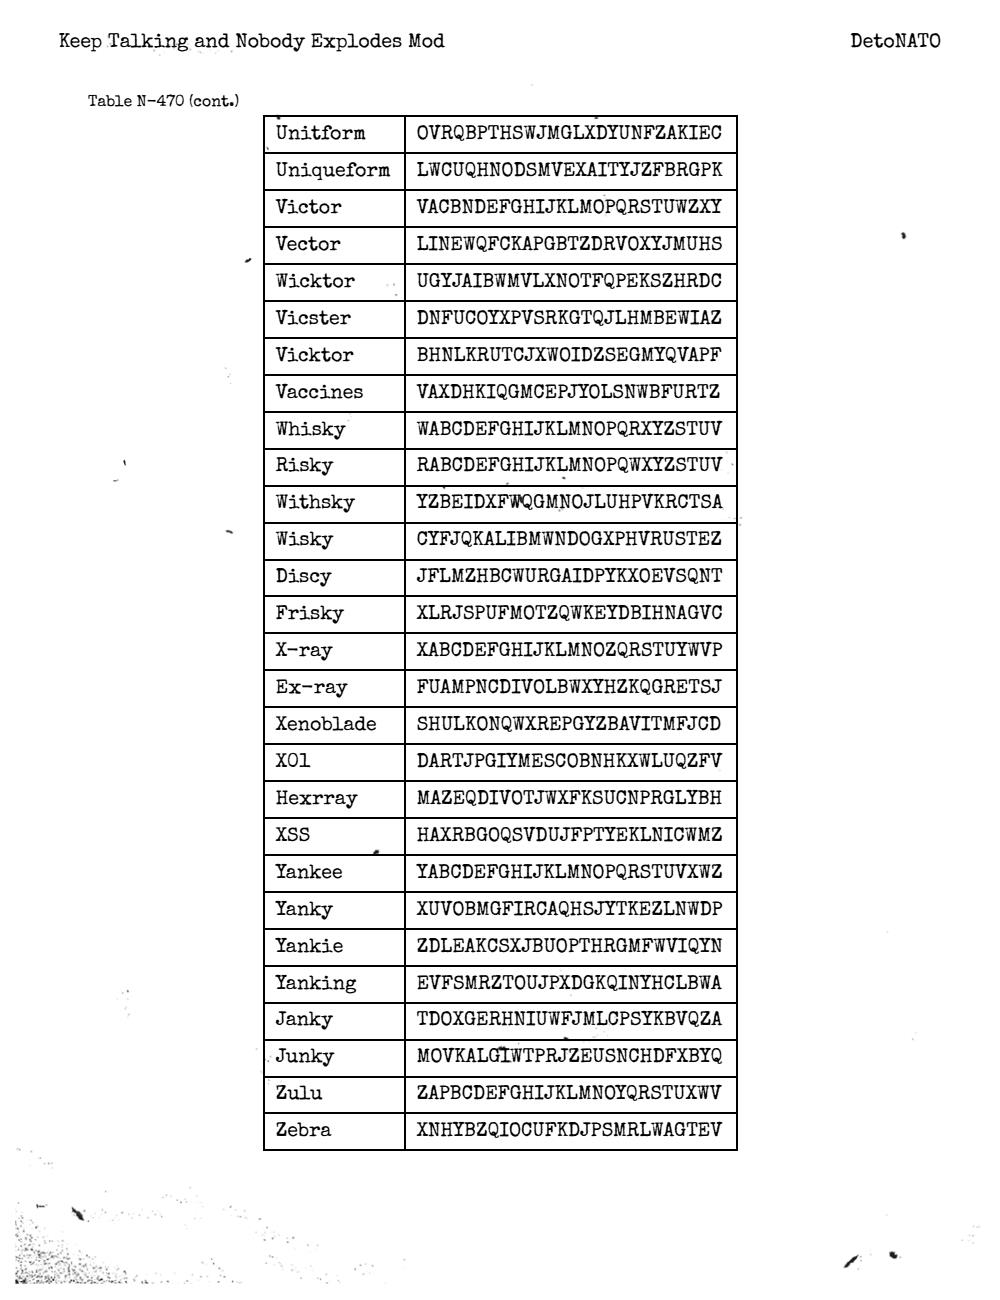 Keep Talking and Nobody Explodes Mod DetoNATO
Table N-470 (cont.)
Unitform OVRQBPTHSWJMGLXDYUNFZAKIEC
Uniqueform LWCUQHNODSMVEXAITYJZFBRGPK
Victor VACBNDEFGHIJKLMOPQRSTUWZXY
Vector LINEWQFCKAPGBTZDRVOXYJMUHS
Wicktor UGYJAIBWMVLXNOTFQPEKSZHRDC
Vicster DNFUCOYXPVSRKGTQJLHMBEWIAZ
Vicktor BHNLKRUTCJXWOIDZSEGMYQVAPF
Vaccines VAXDHKIQGMCEPJYOLSNWBFURTZ
Whisky WABCDEFGHIJKLMNOPQRXYZSTUV
Risky RABCDEFGHIJKLMNOPQWXYZSTUV
Withsky YZBEIDXFWQGMNOJLUHPVKRCTSA
Wisky CYFJQKALIBMWNDOGXPHVRUSTEZ
Discy JFLMZHBCWURGAIDPYKXOEVSQNT
Frisky XLRJSPUFMOTZQWKEYDBIHNAGVC
X-ray XABCDEFGHIJKLMNOZQRSTUYWVP
Ex-ray FUAMPNCDIVOLBWXYHZKQGRETSJ
Xenoblade SHULKONQWXREPGYZBAVITMFJCD
X01 DARTJPGIYMESCOBNHKXWLUQZFV
Hexrray MAZEQDIVOTJWXFKSUCNPRGLYBH
XSS HAXRBGOQSVDUJFPTYEKLNICWMZ
Yankee YABCDEFGHIJKLMNOPQRSTUVXWZ
Yanky XUVOBMGFIRCAQHSJYTKEZLNWDP
Yankie ZDLEAKCSXJBUOPTHRGMFWVIQYN
Yanking EVFSMRZTOUJPXDGKQINYHCLBWA
Janky TDOXGERHNIUWFJMLCPSYKBVQZA
Junky MOVKALGIWTPRJZEUSNCHDFXBYQ
Zulu ZAPBCDEFGHIJKLMNOYQRSTUXWV
Zebra XNHYBZQIOCUFKDJPSMRLWAGTEV